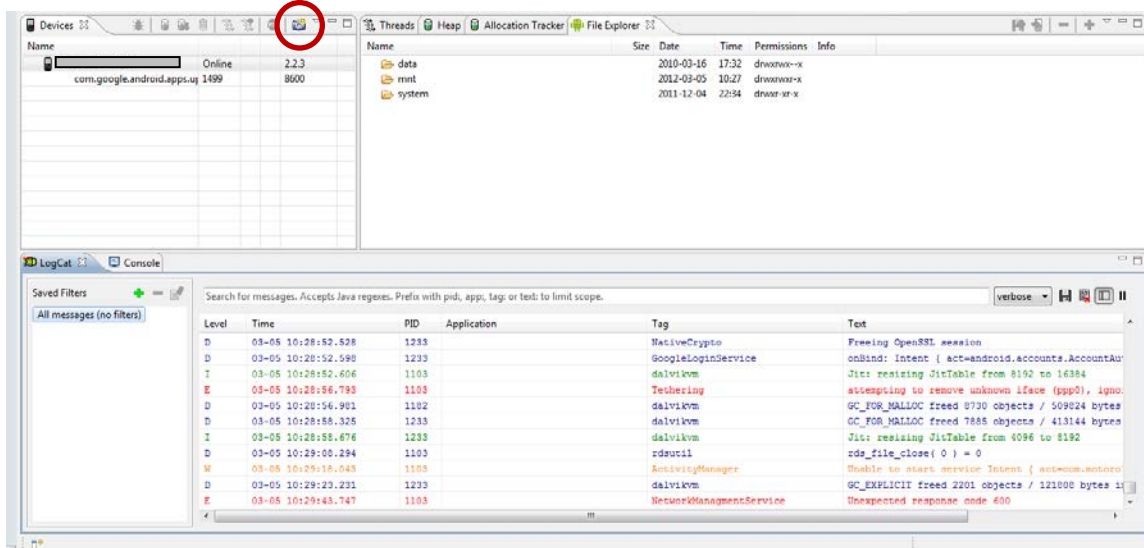 Devices
Threads Heap Allocation Tracker File Explorer
Name
Online 2.2.3
com.google.android.apps.u 1499 8600
Name Size Date Time Permissions Info
data 2010-03-16 17:32 drwxrwx--x
mnt 2012-03-05 10:27 drwxrwxr-x
system 2011-12-04 22:34 drwxr-xr-x
LogCat Console
Saved Filters
All messages (no filters)
Search for messages. Accepts Java regexes. Prefix with pid:, app:, tag: or text: to limit scope.
verbose
Level Time PID Application Tag Text
D 03-05 10:28:52.528 1233 NativeCrypto Freeing OpenSSL session
D 03-05 10:28:52.598 1233 GoogleLoginService onBind: Intent { act=android.accounts.AccountAu
I 03-05 10:28:52.606 1103 dalvikvm Jit: resizing JitTable from 8192 to 16384
E 03-05 10:28:56.793 1103 Tethering attempting to remove unknown iface (ppp0), igno
D 03-05 10:28:56.981 1182 dalvikvm GC_FOR_MALLOC freed 8730 objects / 509824 bytes
D 03-05 10:28:58.325 1233 dalvikvm GC_FOR_MALLOC freed 7885 objects / 413144 bytes
I 03-05 10:28:58.676 1233 dalvikvm Jit: resizing JitTable from 4096 to 8192
D 03-05 10:29:08.294 1103 rdsutil rds_file_close( 0 ) = 0
W 03-05 10:29:18.045 1103 ActivityManager Unable to start service Intent { act=com.motoro
D 03-05 10:29:23.231 1233 dalvikvm GC_EXPLICIT freed 2201 objects / 121808 bytes i
E 03-05 10:29:43.747 1103 NetworkManagmentService Unexpected response code 600